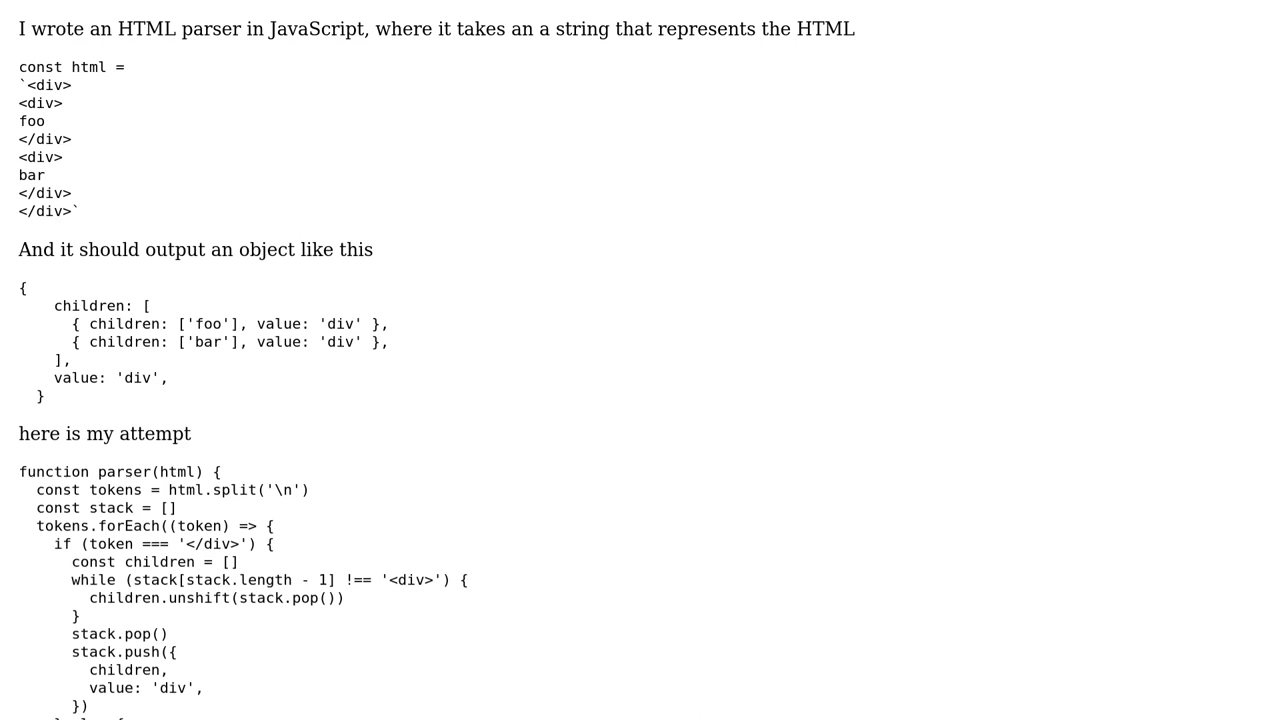 I wrote an HTML parser in JavaScript, where it takes an a string that represents the HTML
const html =
`<div>
<div>
foo
</div>
<div>
bar
</div>
</div>`
And it should output an object like this
{
    children: [
      { children: ['foo'], value: 'div' },
      { children: ['bar'], value: 'div' },
    ],
    value: 'div',
  }
here is my attempt
function parser(html) {
  const tokens = html.split('\n')
  const stack = []
  tokens.forEach((token) => {
    if (token === '</div>') {
      const children = []
      while (stack[stack.length - 1] !== '<div>') {
        children.unshift(stack.pop())
      }
      stack.pop()
      stack.push({
        children,
        value: 'div',
      })